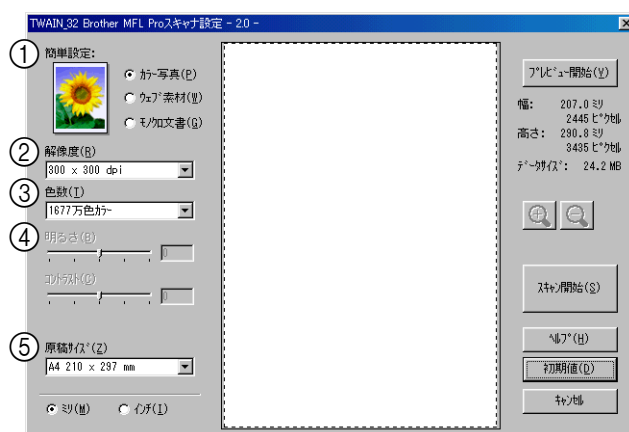 TWAIN_32 Brother MFL Proスキャナ設定 - 2.0 -
① 簡単設定:
カラー写真(P)
ウェブ素材(W)
モノクロ文書(G)
② 解像度(R)
300 x 300 dpi
③ 色数(T)
1677万色カラー
④ 明るさ(B)
0
コントラスト(C)
0
⑤ 原稿サイズ(Z)
A4 210 x 297 mm
ミリ(M) インチ(I)
プレビュー開始(V)
幅: 207.0 ミリ
2445 ピクセル
高さ: 290.8 ミリ
3435 ピクセル
データサイズ: 24.2 MB
スキャン開始(S)
ヘルプ(H)
初期値(D)
キャンセル